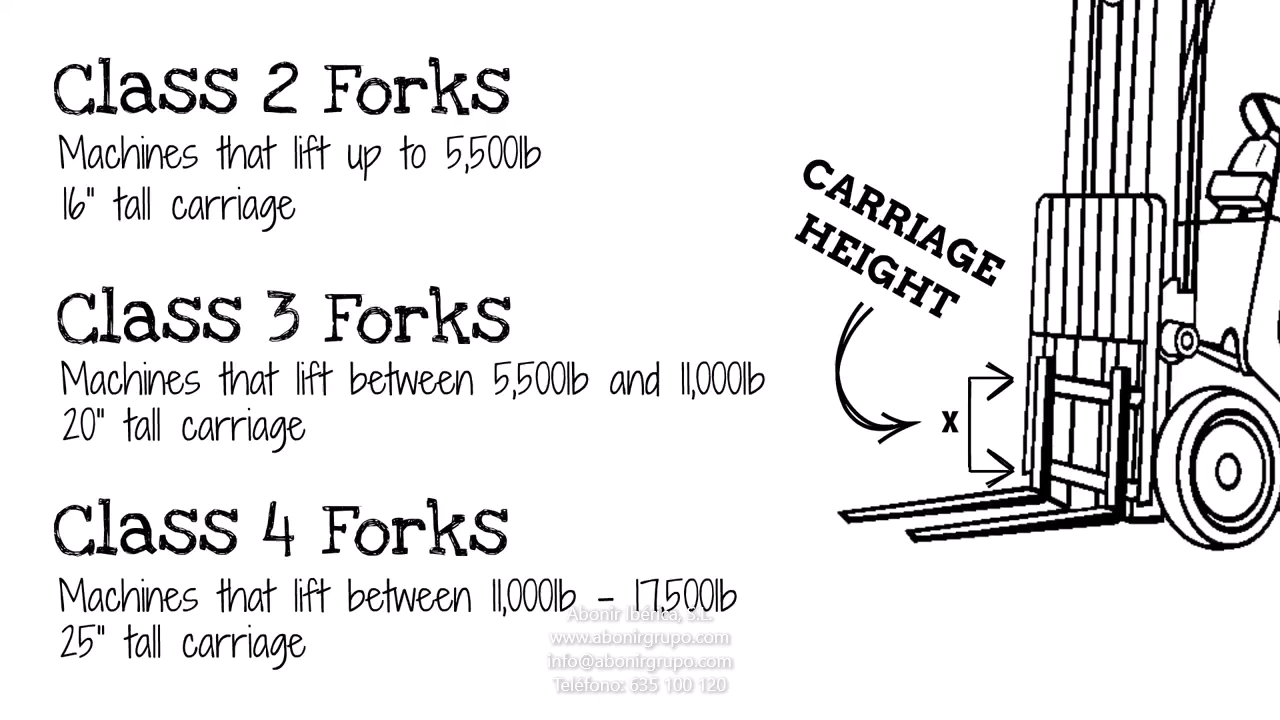 Class 2 Forks
Machines that lift up to 5,500lb
16" tall carriage
Class 3 Forks
Machines that lift between 5,500lb and 11,000lb
20" tall carriage
Class 4 Forks
Machines that lift between 11,000lb - 17,500lb
25" tall carriage
CARRIAGE
HEIGHT
x
Abonir Ibérica, S.L.
www.abonirgrupo.com
info@abonirgrupo.com
Teléfono: 635 100 120